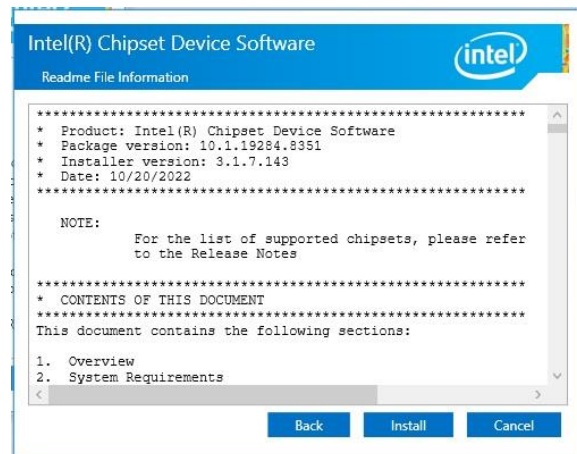 Intel(R) Chipset Device Software
intel
Readme File Information
*************************************************************
*  Product: Intel(R) Chipset Device Software
*  Package version: 10.1.19284.8351
*  Installer version: 3.1.7.143
*  Date: 10/20/2022
*************************************************************
NOTE:
For the list of supported chipsets, please refer
to the Release Notes
*************************************************************
*  CONTENTS OF THIS DOCUMENT
*************************************************************
This document contains the following sections:
1.  Overview
2.  System Requirements
Back
Install
Cancel